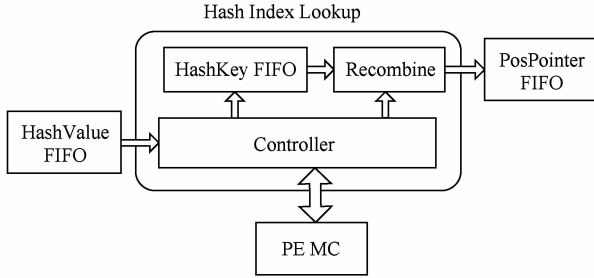 Hash Index Lookup
HashKey FIFO
Recombine
PosPointer
FIFO
HashValue
FIFO
Controller
PE MC